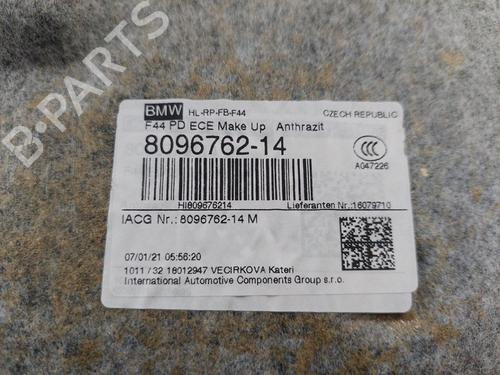 B-PARTS
BMW HL-RP-FB-F44 CZECH REPUBLIC
F44 PD ECE Make Up Anthrazit
8096762-14
CCC
A047226
HI809676214 Lieferanten Nr.:16079710
IACG Nr.: 8096762-14 M
07/01/21 05:56:20
1011 / 32 18012947 VECIRKOVA Kateri
International Automotive Components Group s.r.o.